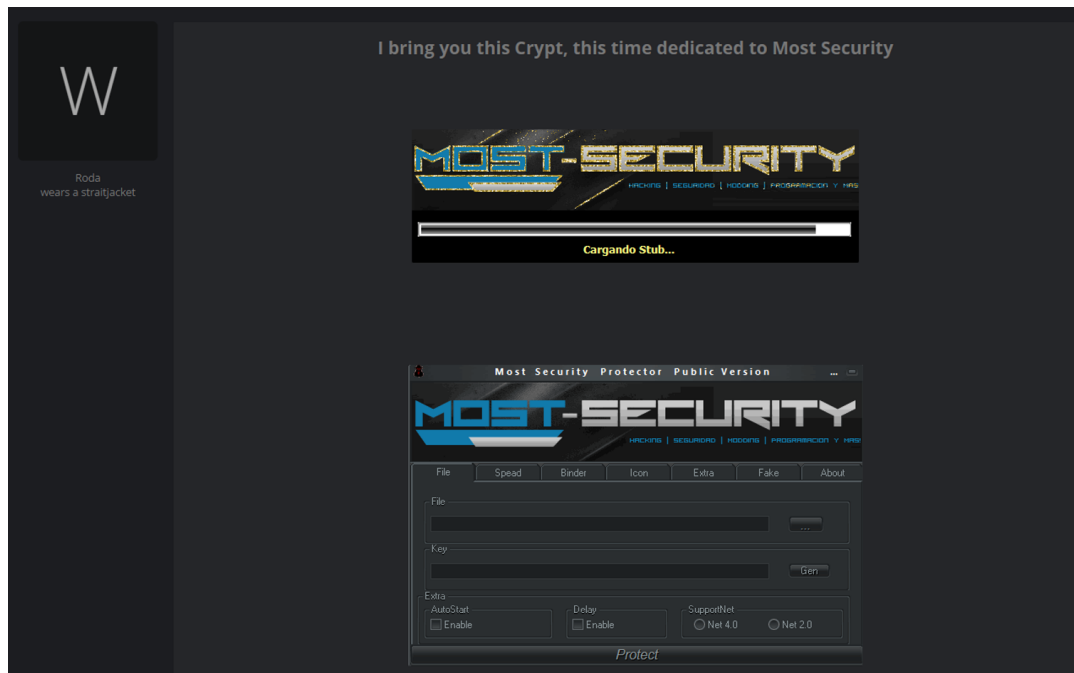 I bring you this Crypt, this time dedicated to Most Security
W
Roda
wears a straitjacket
MOST-SECURITY
HACKING | SEGURIDAD | MODDING | PROGRAMACION Y MAS
Cargando Stub...
Most Security Protector Public Version
MOST-SECURITY
HACKING | SEGURIDAD | MODDING | PROGRAMACION Y MAS!
File Spead Binder Icon Extra Fake About
File
...
Key
Gen
Extra
AutoStart Delay SupportNet
Enable Enable Net 4.0 Net 2.0
Protect